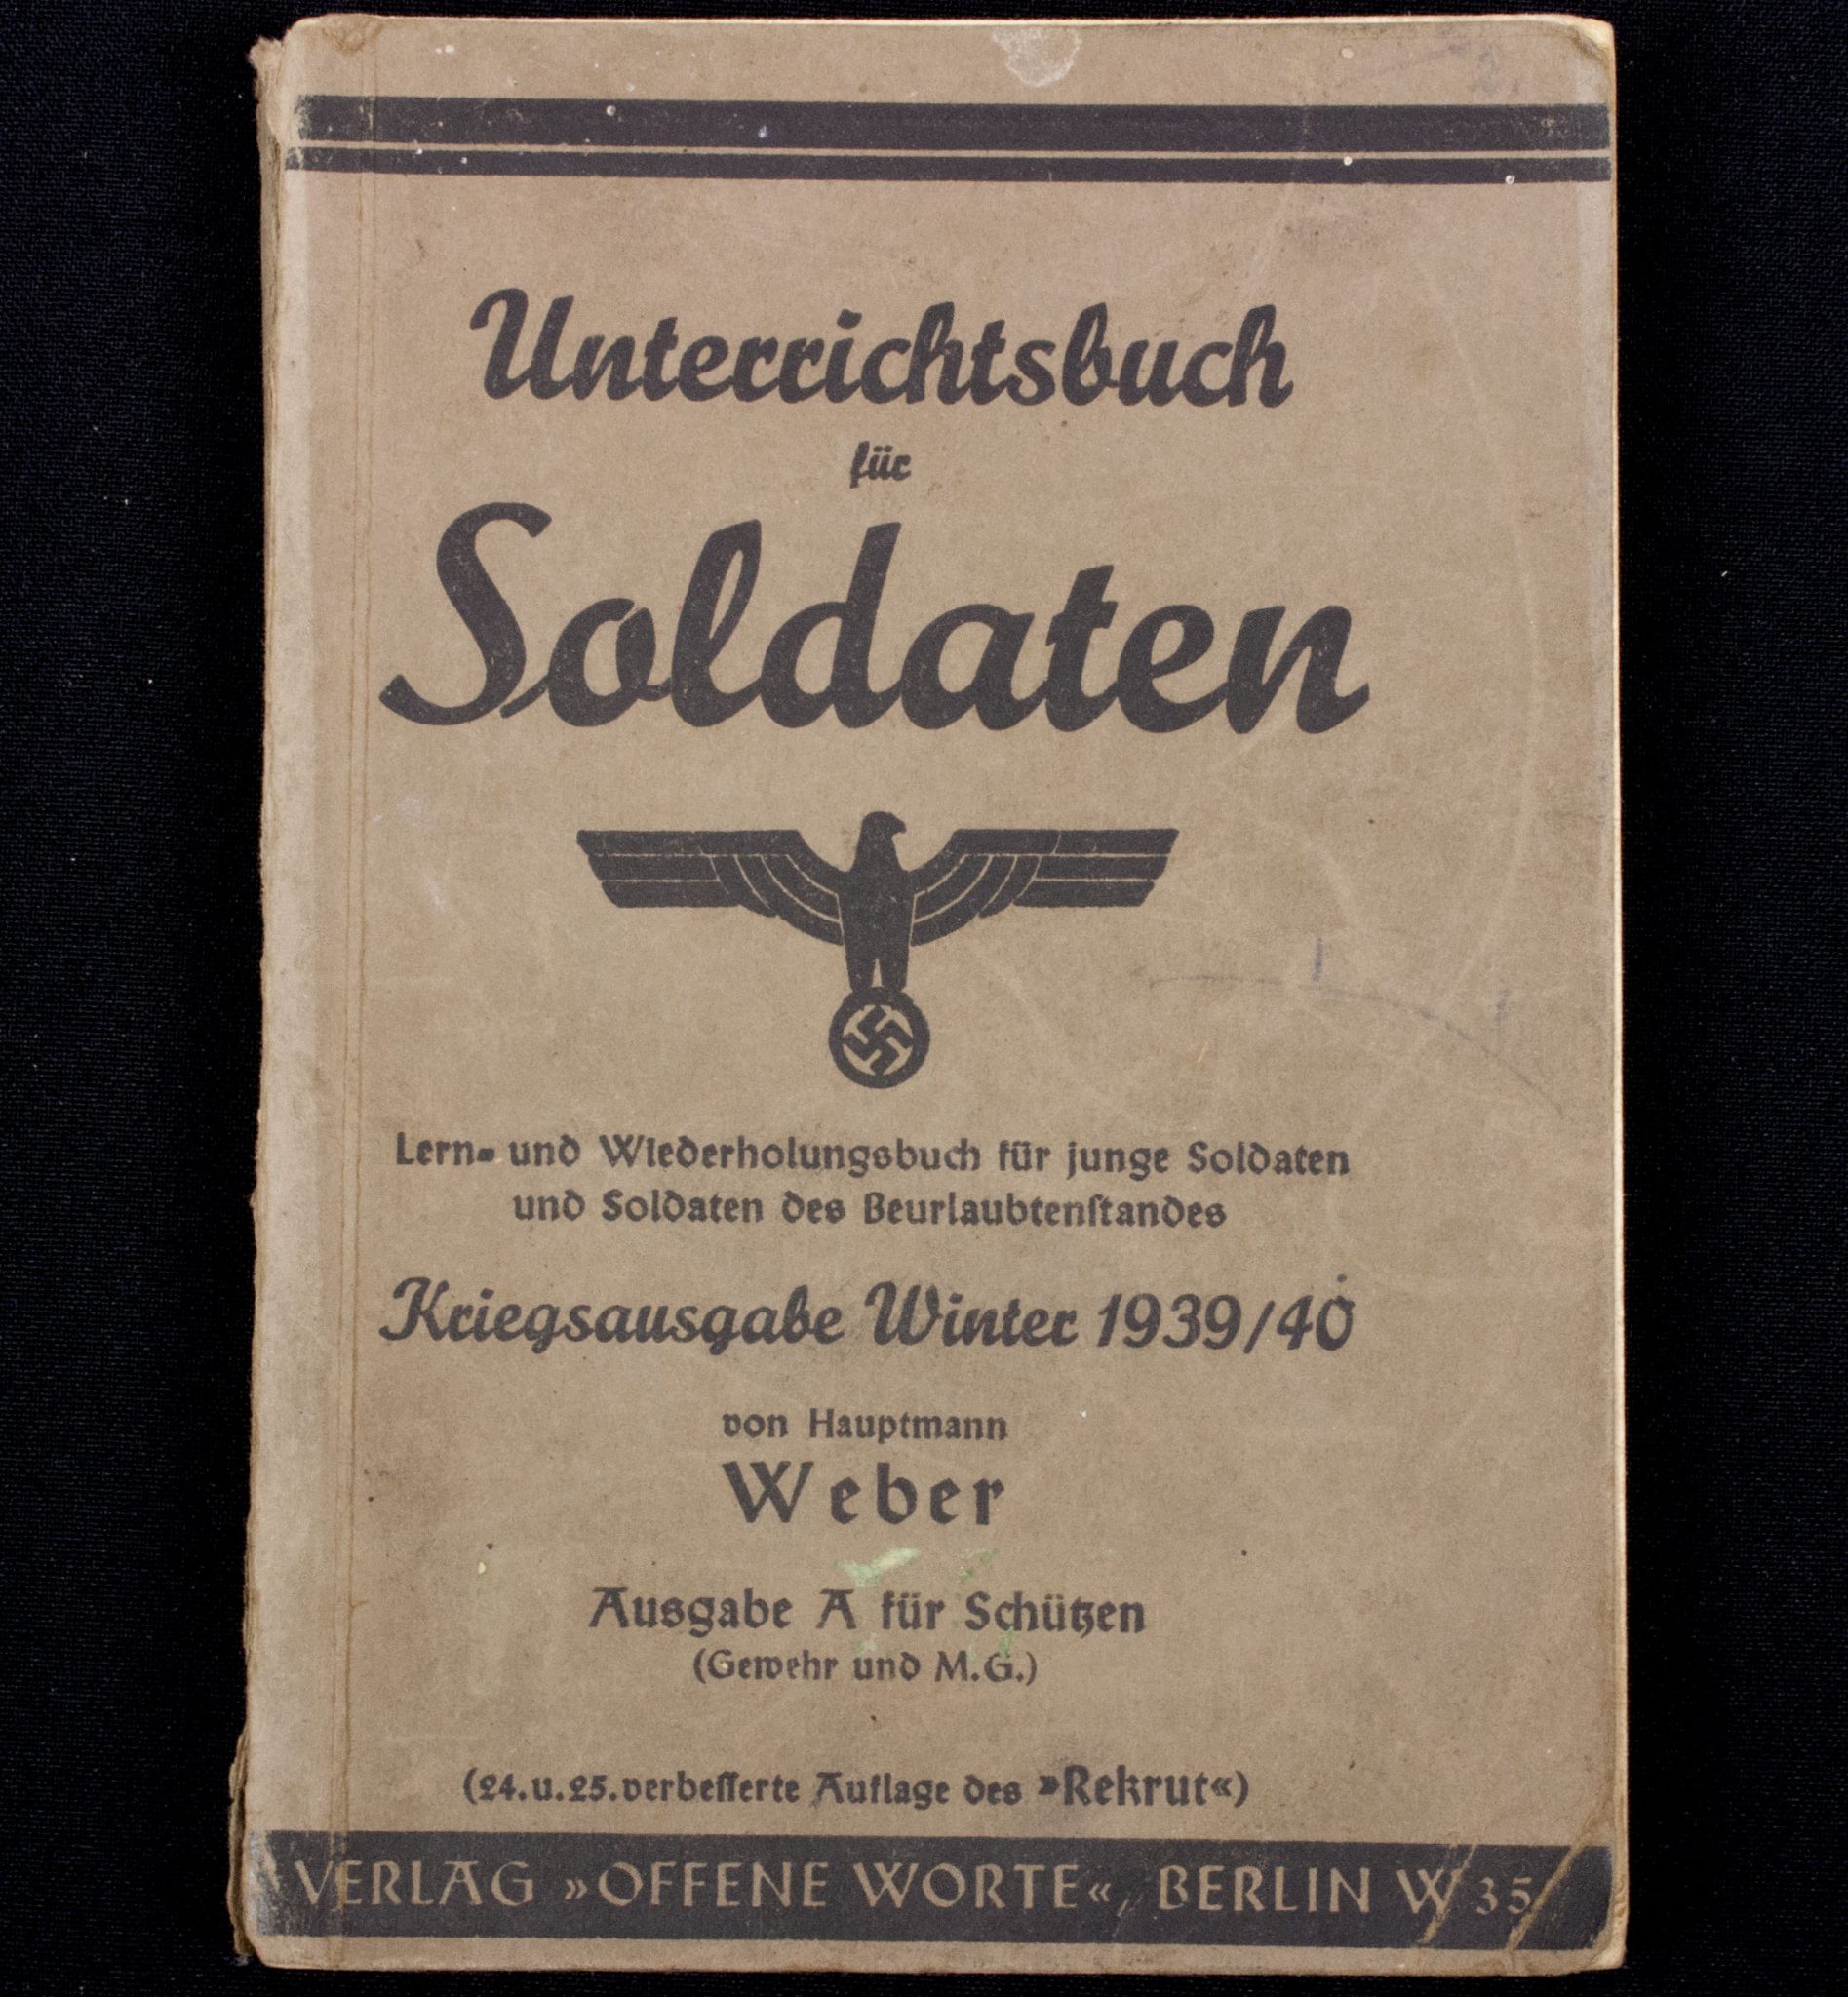 Unterrichtsbuch
für
Soldaten
Lern- und Wiederholungsbuch für junge Soldaten
und Soldaten des Beurlaubtenſtandes
Kriegsausgabe Winter 1939/40
von Hauptmann
Weber
Ausgabe A für Schützen
(Gewehr und M.G.)
(24. u. 25. verbeſſerte Auflage des »Rekrut«)
VERLAG »OFFENE WORTE«, BERLIN W 35